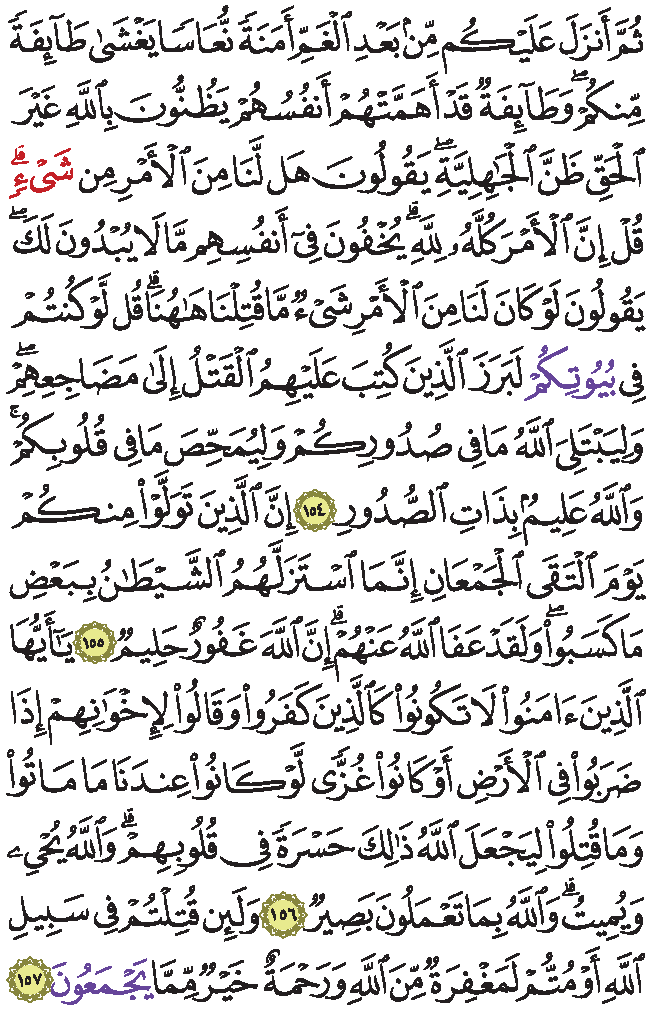 ثُمَّ أَنزَلَ عَلَيْكُم مِّنۢ بَعْدِ ٱلْغَمِّ أَمَنَةً نُّعَاسًا يَغْشَىٰ طَآئِفَةً
مِّنكُمْ ۖ وَطَآئِفَةٌ قَدْ أَهَمَّتْهُمْ أَنفُسُهُمْ يَظُنُّونَ بِٱللَّهِ غَيْرَ
ٱلْحَقِّ ظَنَّ ٱلْجَٰهِلِيَّةِ ۖ يَقُولُونَ هَل لَّنَا مِنَ ٱلْأَمْرِ مِن شَىْءٍ ۗ
قُلْ إِنَّ ٱلْأَمْرَ كُلَّهُۥ لِلَّهِ ۗ يُخْفُونَ فِىٓ أَنفُسِهِم مَّا لَا يُبْدُونَ لَكَ ۖ
يَقُولُونَ لَوْ كَانَ لَنَا مِنَ ٱلْأَمْرِ شَىْءٌ مَّا قُتِلْنَا هَٰهُنَا ۗ قُل لَّوْ كُنتُمْ
فِى بُيُوتِكُمْ لَبَرَزَ ٱلَّذِينَ كُتِبَ عَلَيْهِمُ ٱلْقَتْلُ إِلَىٰ مَضَاجِعِهِمْ ۖ
وَلِيَبْتَلِىَ ٱللَّهُ مَا فِى صُدُورِكُمْ وَلِيُمَحِّصَ مَا فِى قُلُوبِكُمْ ۚ
وَٱللَّهُ عَلِيمٌۢ بِذَاتِ ٱلصُّدُورِ ١٥٤ إِنَّ ٱلَّذِينَ تَوَلَّوْا۟ مِنكُمْ
يَوْمَ ٱلْتَقَى ٱلْجَمْعَانِ إِنَّمَا ٱسْتَزَلَّهُمُ ٱلشَّيْطَٰنُ بِبَعْضِ
مَا كَسَبُوا۟ ۖ وَلَقَدْ عَفَا ٱللَّهُ عَنْهُمْ ۗ إِنَّ ٱللَّهَ غَفُورٌ حَلِيمٌ ١٥٥ يَٰٓأَيُّهَا
ٱلَّذِينَ ءَامَنُوا۟ لَا تَكُونُوا۟ كَٱلَّذِينَ كَفَرُوا۟ وَقَالُوا۟ لِإِخْوَٰنِهِمْ إِذَا
ضَرَبُوا۟ فِى ٱلْأَرْضِ أَوْ كَانُوا۟ غُزًّى لَّوْ كَانُوا۟ عِندَنَا مَا مَاتُوا۟
وَمَا قُتِلُوا۟ لِيَجْعَلَ ٱللَّهُ ذَٰلِكَ حَسْرَةً فِى قُلُوبِهِمْ ۗ وَٱللَّهُ يُحْىِۦ
وَيُمِيتُ ۗ وَٱللَّهُ بِمَا تَعْمَلُونَ بَصِيرٌ ١٥٦ وَلَئِن قُتِلْتُمْ فِى سَبِيلِ
ٱللَّهِ أَوْ مُتُّمْ لَمَغْفِرَةٌ مِّنَ ٱللَّهِ وَرَحْمَةٌ خَيْرٌ مِّمَّا يَجْمَعُونَ ١٥٧